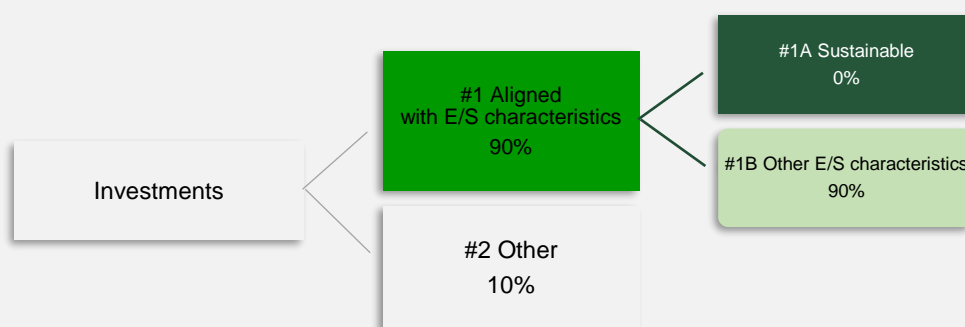 Investments
#1 Aligned
with E/S characteristics
90%
#2 Other
10%
#1A Sustainable
0%
#1B Other E/S characteristics
90%